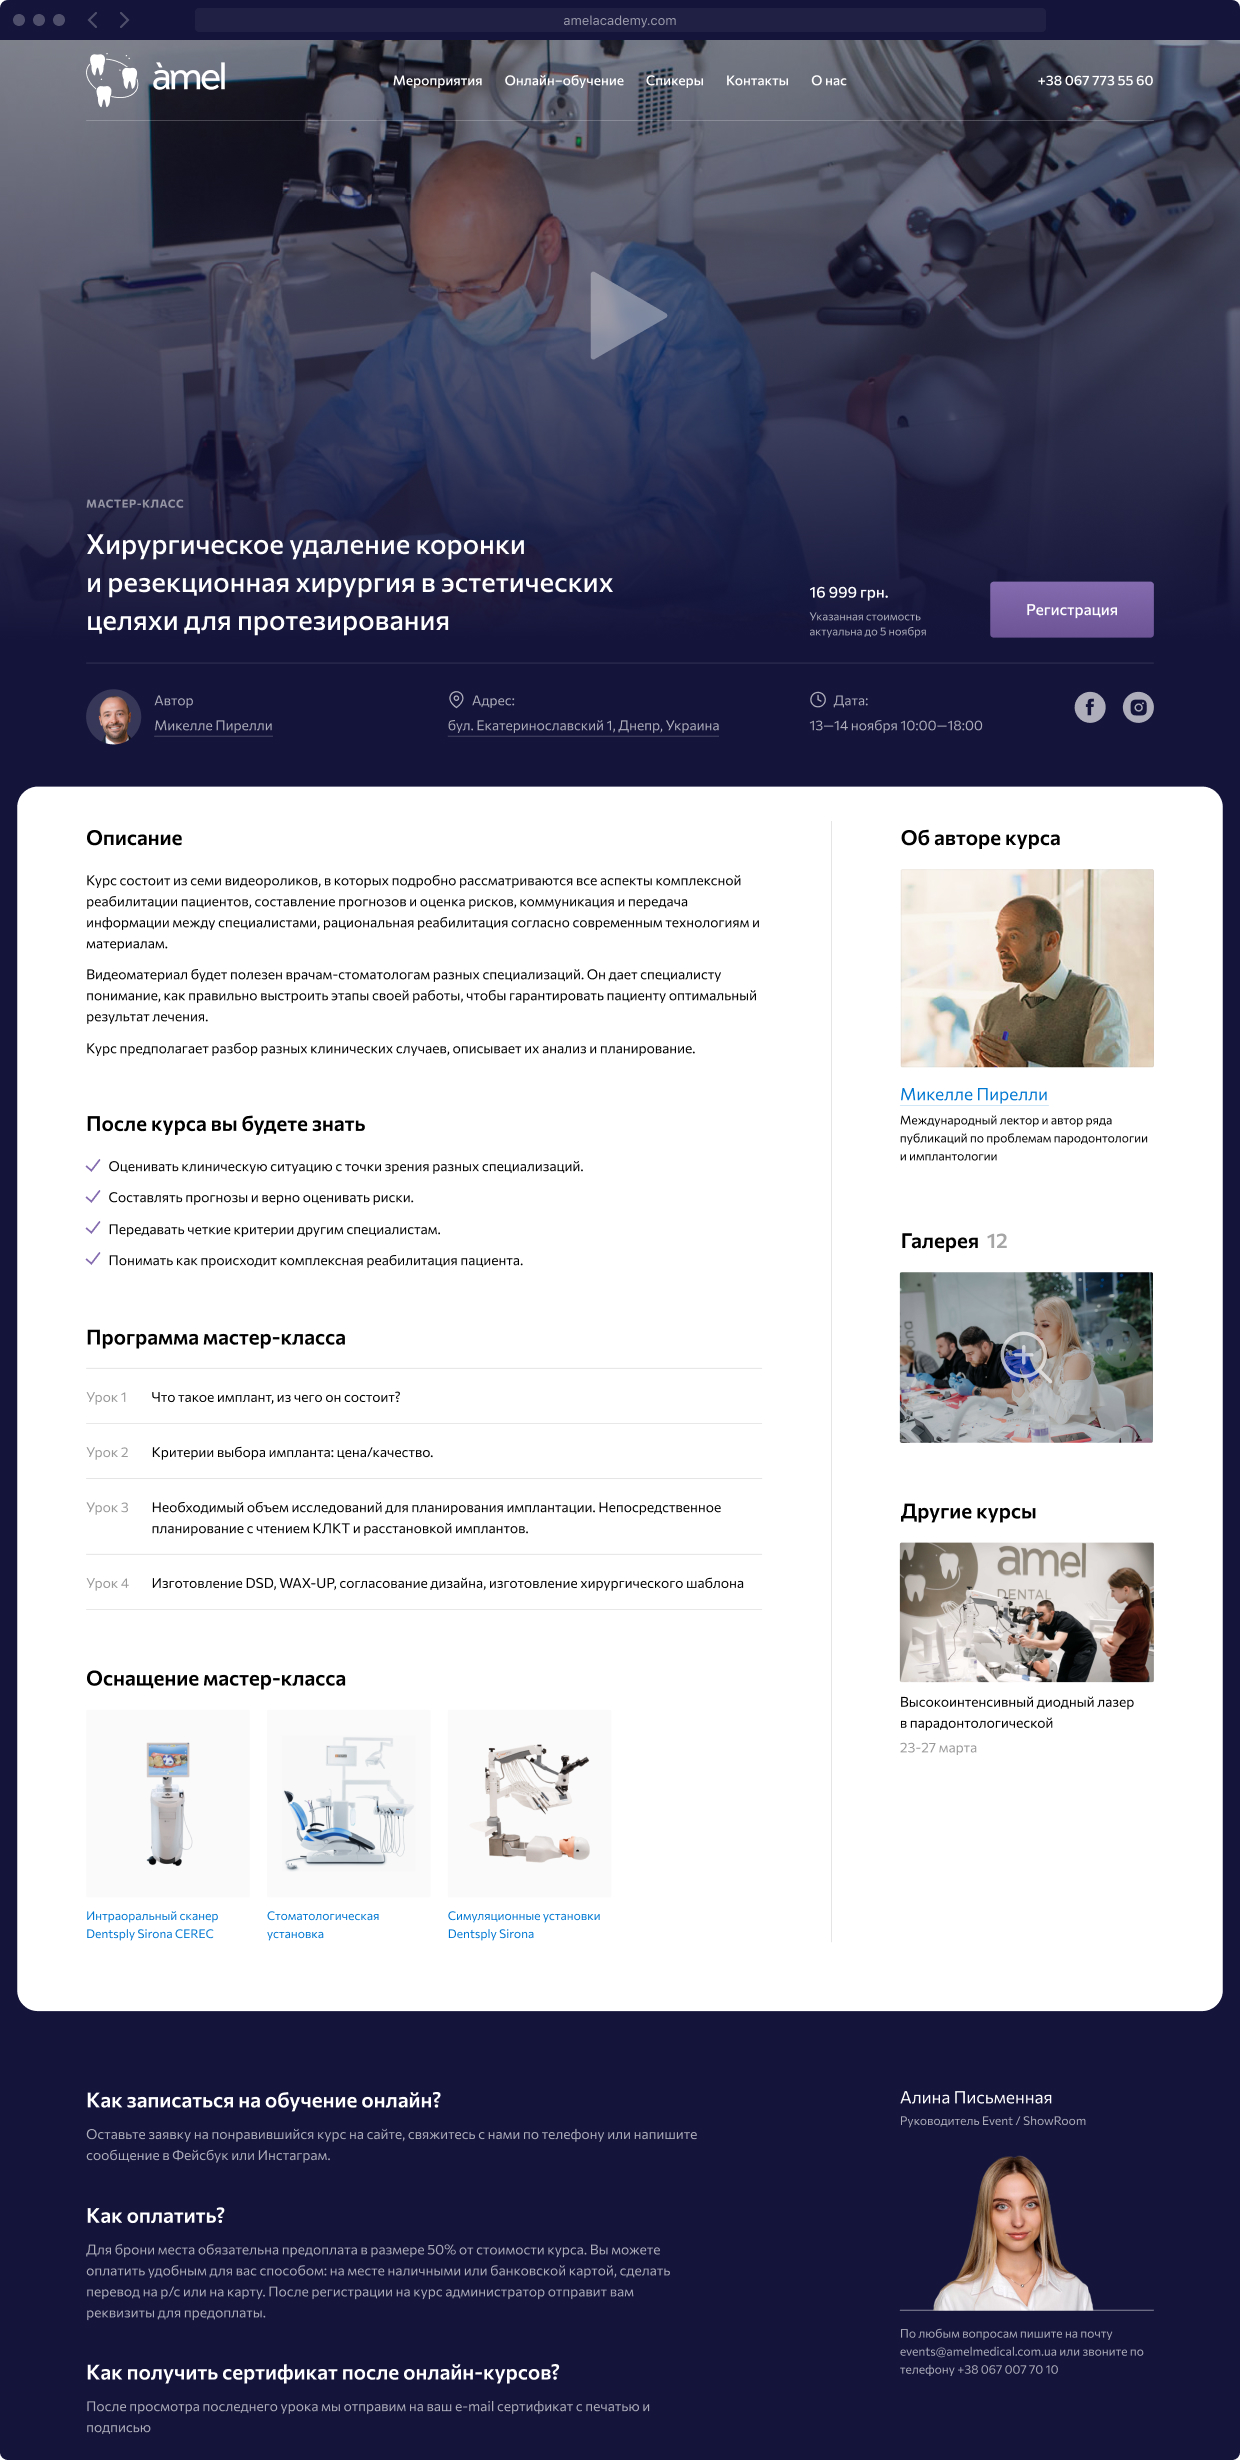 amelacademy.com
àmel
Мероприятия
Онлайн–обучение
Спикеры
Контакты
О нас
+38 067 773 55 60
МАСТЕР-КЛАСС
Хирургическое удаление коронки
и резекционная хирургия в эстетических
целяхи для протезирования
16 999 грн.
Указанная стоимость
актуальна до 5 ноября
Регистрация
Автор
Микелле Пирелли
Адрес:
бул. Екатеринославский 1, Днепр, Украина
Дата:
13—14 ноября 10:00—18:00
Описание
Курс состоит из семи видеороликов, в которых подробно рассматриваются все аспекты комплексной
реабилитации пациентов, составление прогнозов и оценка рисков, коммуникация и передача
информации между специалистами, рациональная реабилитация согласно современным технологиям и
материалам.
Видеоматериал будет полезен врачам-стоматологам разных специализаций. Он дает специалисту
понимание, как правильно выстроить этапы своей работы, чтобы гарантировать пациенту оптимальный
результат лечения.
Курс предполагает разбор разных клинических случаев, описывает их анализ и планирование.
После курса вы будете знать
Оценивать клиническую ситуацию с точки зрения разных специализаций.
Составлять прогнозы и верно оценивать риски.
Передавать четкие критерии другим специалистам.
Понимать как происходит комплексная реабилитация пациента.
Программа мастер-класса
Урок 1
Что такое имплант, из чего он состоит?
Урок 2
Критерии выбора импланта: цена/качество.
Урок 3
Необходимый объем исследований для планирования имплантации. Непосредственное
планирование с чтением КЛКТ и расстановкой имплантов.
Урок 4
Изготовление DSD, WAX-UP, согласование дизайна, изготовление хирургического шаблона
Оснащение мастер-класса
Интраоральный сканер
Dentsply Sirona CEREC
Стоматологическая
установка
Симуляционные установки
Dentsply Sirona
Об авторе курса
Микелле Пирелли
Международный лектор и автор ряда
публикаций по проблемам пародонтологии
и имплантологии
Галерея 12
Другие курсы
amel
DENTAL
Высокоинтенсивный диодный лазер
в парадонтологической
23-27 марта
Как записаться на обучение онлайн?
Оставьте заявку на понравившийся курс на сайте, свяжитесь с нами по телефону или напишите
сообщение в Фейсбук или Инстаграм.
Как оплатить?
Для брони места обязательна предоплата в размере 50% от стоимости курса. Вы можете
оплатить удобным для вас способом: на месте наличными или банковской картой, сделать
перевод на р/с или на карту. После регистрации на курс администратор отправит вам
реквизиты для предоплаты.
Как получить сертификат после онлайн-курсов?
После просмотра последнего урока мы отправим на ваш e-mail сертификат с печатью и
подписью
Алина Письменная
Руководитель Event / ShowRoom
По любым вопросам пишите на почту
events@amelmedical.com.ua или звоните по
телефону +38 067 007 70 10